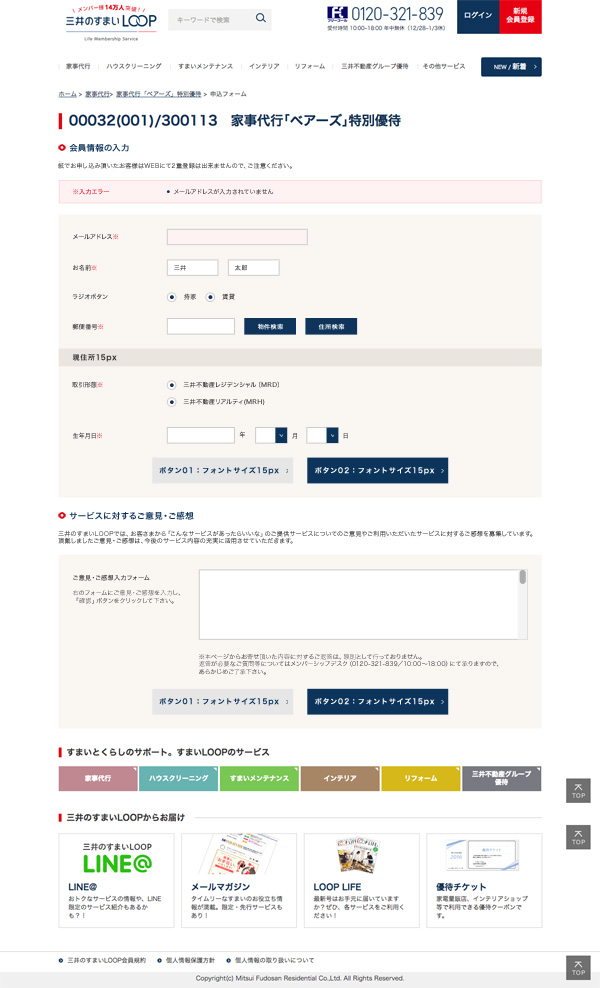 メンバー様14万人突破！！
三井のすまいLOOP
Life Membership Service
キーワードで検索
フリーコール
0120-321-839
受付時間 10:00~18:00 年中無休（12/28~1/3休）
ログイン
新規
会員登録
家事代行
ハウスクリーニング
すまいメンテナンス
インテリア
リフォーム
三井不動産グループ優待
その他サービス
NEW / 新着
ホーム > 家事代行> 家事代行「ベアーズ」特別優待 > 申込フォーム
00032(001)/300113　家事代行「ベアーズ」特別優待
会員情報の入力
紙でお申し込み頂いたお客様はWEBにて2重登録は出来ませんので、ご注意ください。
※入力エラー
• メールアドレスが入力されていません
メールアドレス※
お名前※
三井
太郎
ラジオボタン
持家
賃貸
郵便番号※
物件検索
住所検索
現住所15px
取引形態※
三井不動産レジデンシャル（MRD）
三井不動産リアルティ(MRH)
生年月日※
年
月
日
ボタン01：フォントサイズ15px
ボタン02：フォントサイズ15px
サービスに対するご意見・ご感想
三井のすまいLOOPでは、お客さまから「こんなサービスがあったらいいな」のご提供サービスについてのご意見やご利用いただいたサービスに対するご感想を募集しています。
頂戴しましたご意見・ご感想は、今後のサービス内容の充実に活用させていただきます。
ご意見・ご感想入力フォーム
右のフォームにご意見・ご感想を入力し、
「確認」ボタンをクリックして下さい。
※本ページからお寄せ頂いた内容に対するご返答は、原則として行っておりません。
返答が必要なご質問等についてはメンバーシップデスク（0120-321-839／10:00~18:00）にて承りますので、
あらかじめご了承下さい。
ボタン01：フォントサイズ15px
ボタン02：フォントサイズ15px
すまいとくらしのサポート。すまいLOOPのサービス
家事代行
ハウスクリーニング
すまいメンテナンス
インテリア
リフォーム
三井不動産グループ
優待
TOP
三井のすまいLOOPからお届け
TOP
三井のすまいLOOP
LINE@
LINE@
おトクなサービスの情報や、LINE
限定のサービス紹介もあるか
も？！
メールマガジン
タイムリーなすまいのお役立ち情
報が満載。限定・先行サービスも
あり！
LOOP LIFE
最新号はお手元に届いています
か？ぜひ、各サービスをご利用く
ださい！
優待チケット
優待チケット
家電量販店、インテリアショップ
等で利用できる優待クーポンで
す。
三井のすまいLOOP会員規約
個人情報保護方針
個人情報の取り扱いについて
TOP
Copyright(c) Mitsui Fudosan Residential Co.,Ltd. All Rights Reserved.